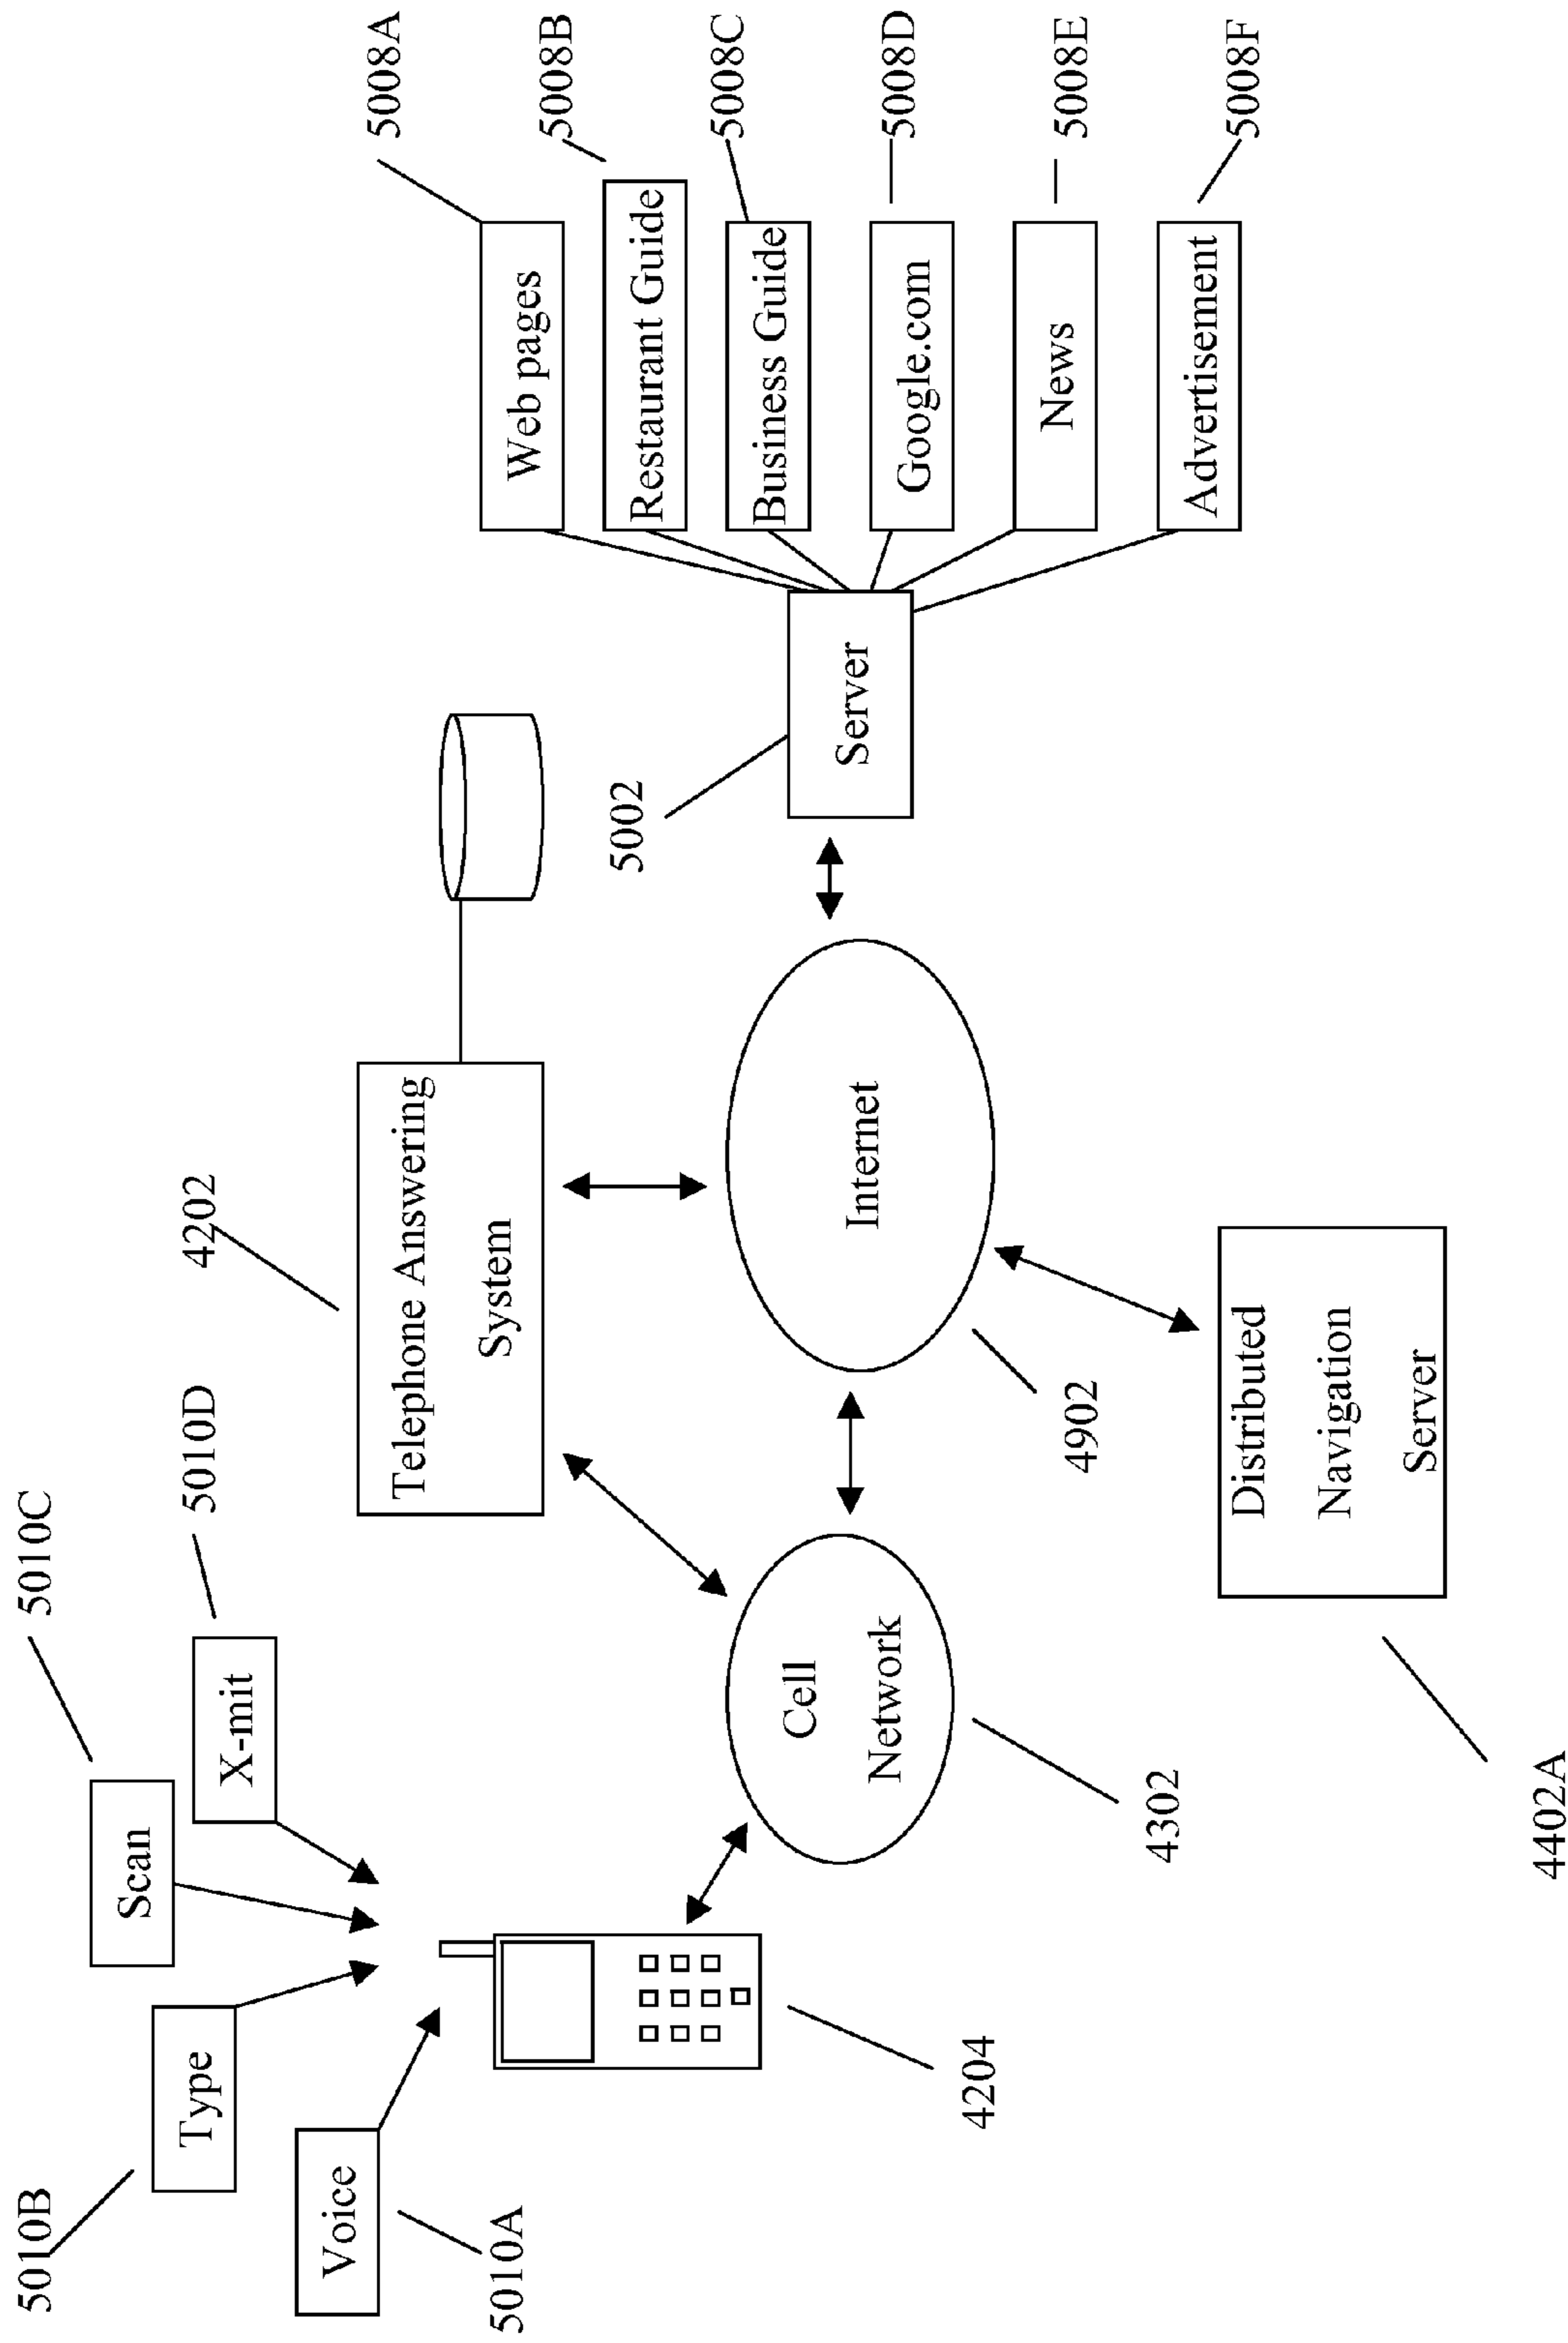 5010B
Type
Voice
5010A
5010C
Scan
X-mit
5010D
4204
Cell
Network
4302
4202
Telephone Answering
System
Internet
4902
Distributed
Navigation
Server
4402A
5002
Server
Web pages
5008A
Restaurant Guide
5008B
Business Guide
5008C
Google.com
5008D
News
5008E
Advertisement
5008F